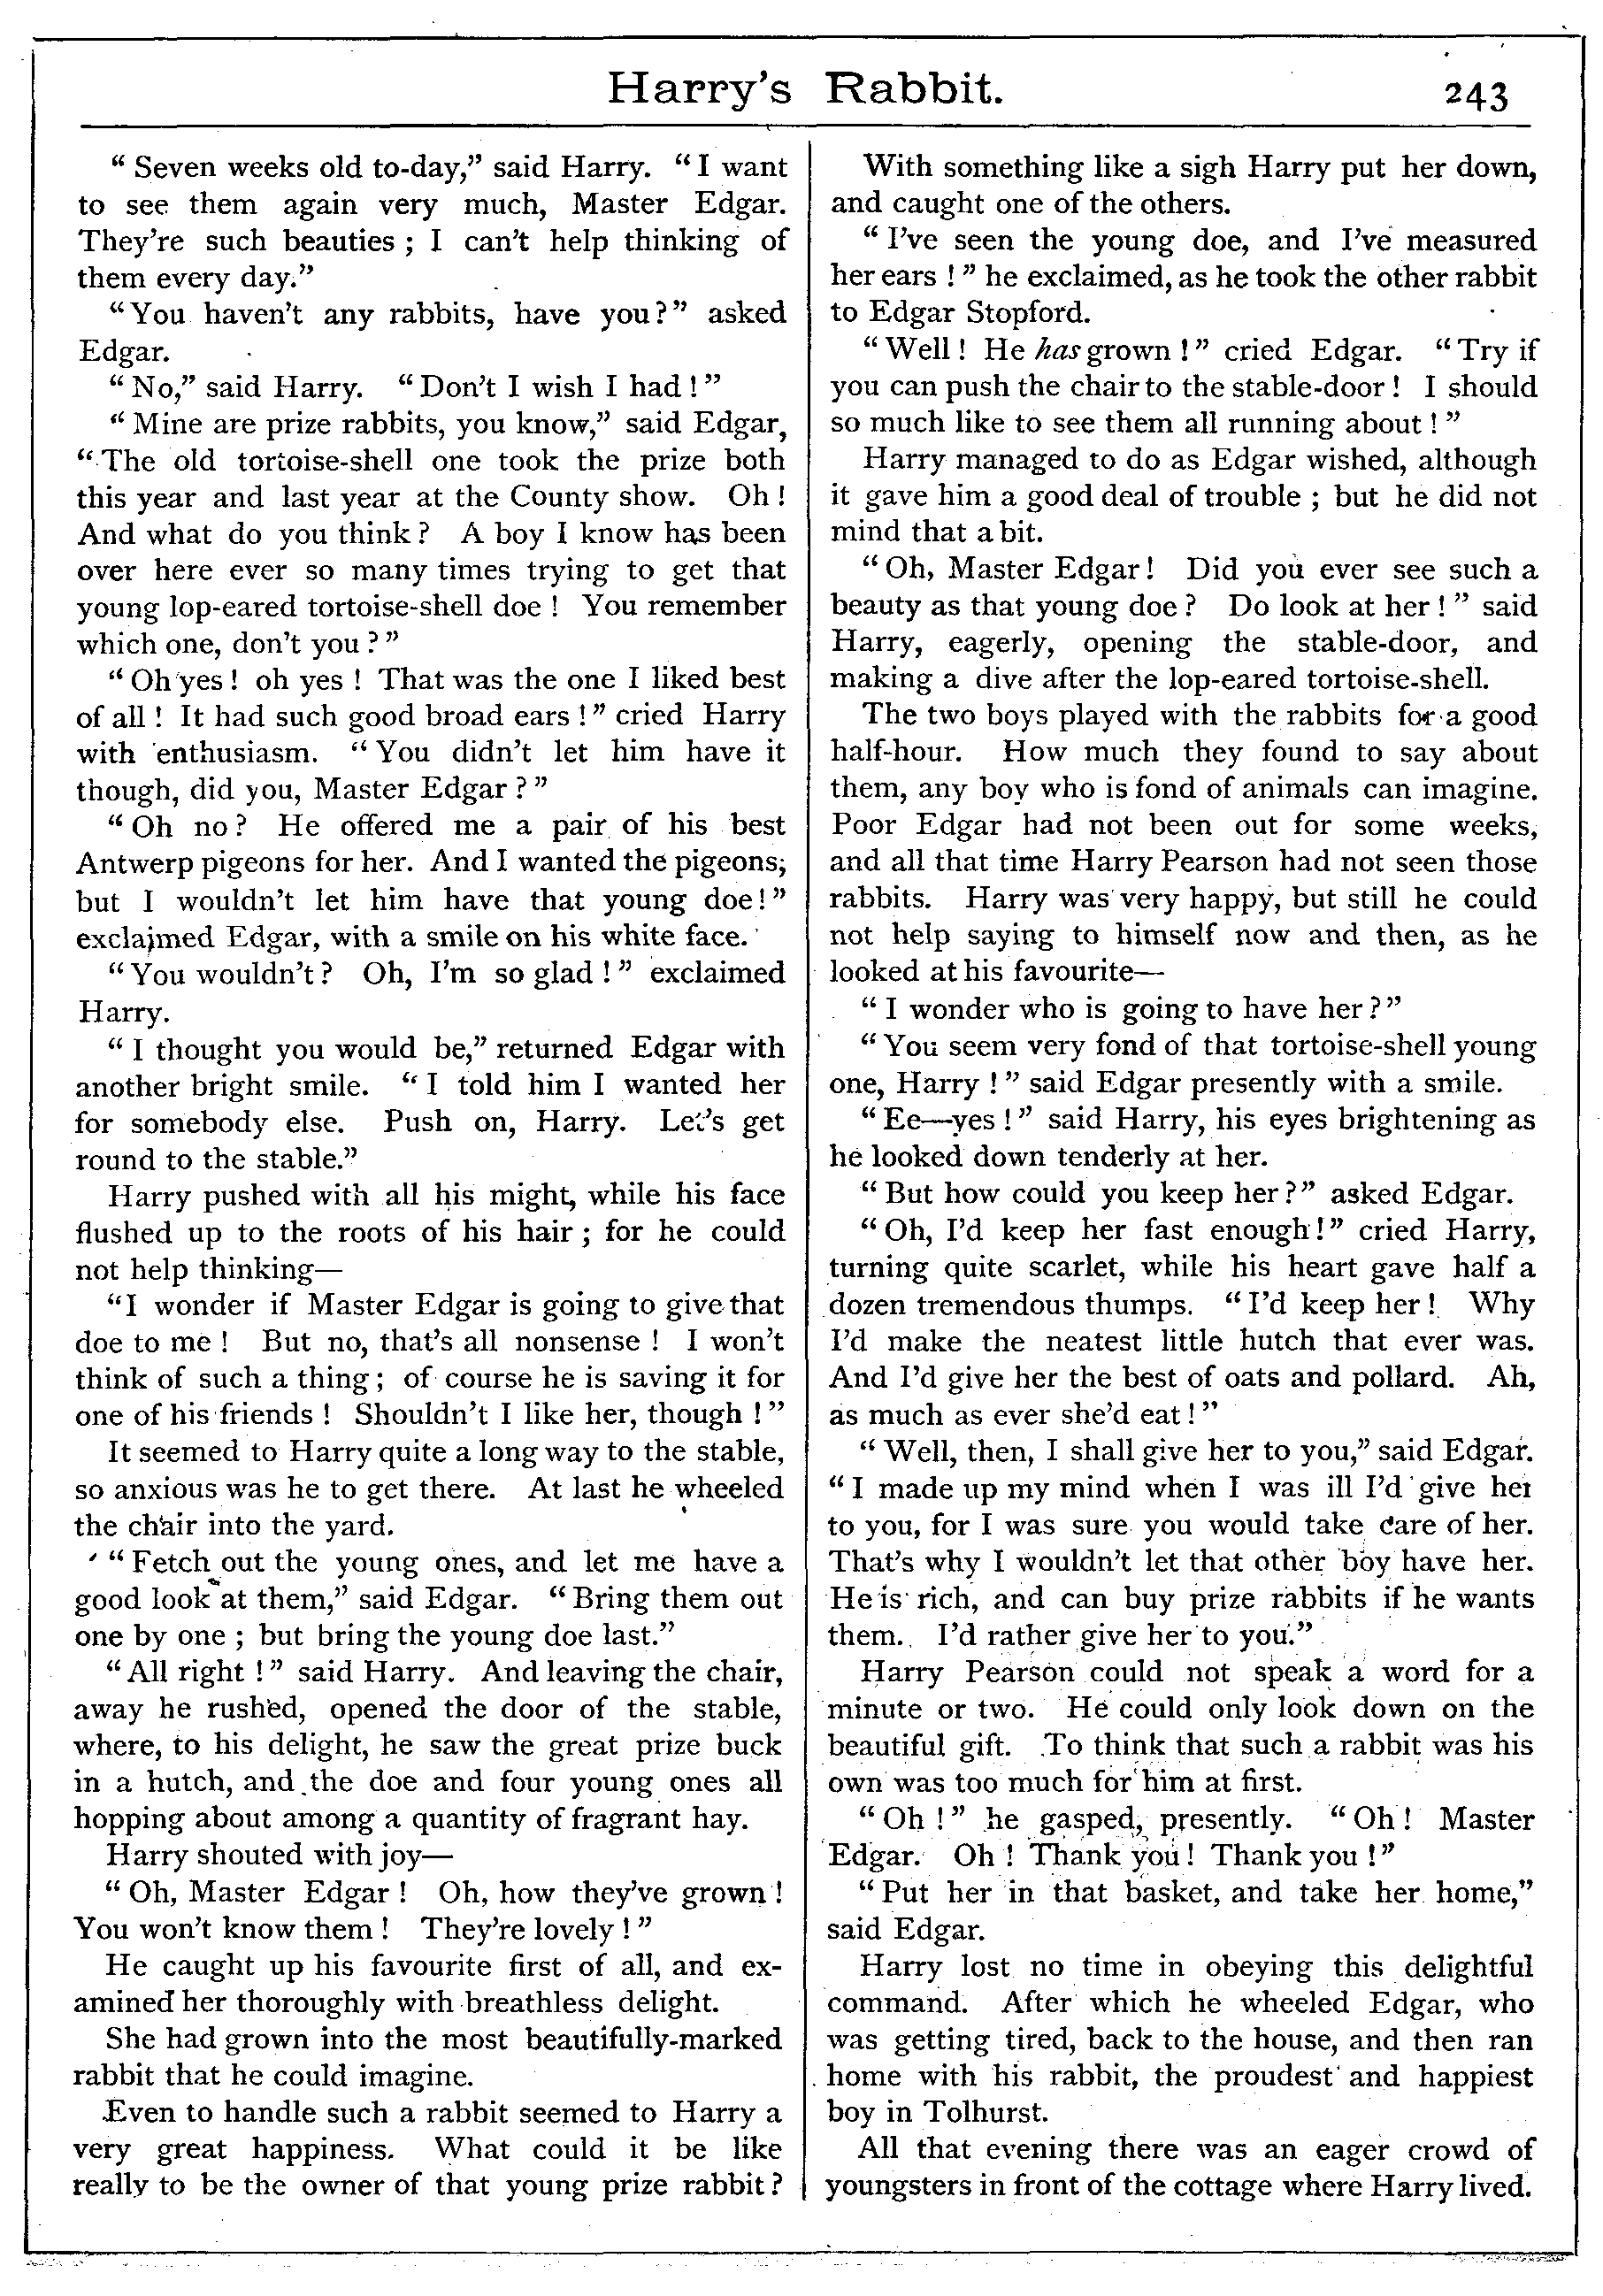 Harry's Rabbit.
243
" Seven weeks old to-day," said Harry. " I want
to see them again very much, Master Edgar.
They're such beauties ; I can't help thinking of
them every day."
" You haven't any rabbits, have you ? " asked
Edgar.
" No," said Harry. " Don't I wish I had ! "
" Mine are prize rabbits, you know," said Edgar,
" The old tortoise-shell one took the prize both
this year and last year at the County show. Oh !
And what do you think ? A boy I know has been
over here ever so many times trying to get that
young lop-eared tortoise-shell doe ! You remember
which one, don't you ? "
" Oh yes ! oh yes ! That was the one I liked best
of all ! It had such good broad ears ! " cried Harry
with enthusiasm. " You didn't let him have it
though, did you, Master Edgar ? "
" Oh no ? He offered me a pair of his best
Antwerp pigeons for her. And I wanted the pigeons;
but I wouldn't let him have that young doe ! "
exclaimed Edgar, with a smile on his white face.
" You wouldn't ? Oh, I'm so glad ! " exclaimed
Harry.
" I thought you would be," returned Edgar with
another bright smile. " I told him I wanted her
for somebody else. Push on, Harry. Let's get
round to the stable."
Harry pushed with all his might, while his face
flushed up to the roots of his hair ; for he could
not help thinking—
" I wonder if Master Edgar is going to give that
doe to me ! But no, that's all nonsense ! I won't
think of such a thing ; of course he is saving it for
one of his friends ! Shouldn't I like her, though ! "
It seemed to Harry quite a long way to the stable,
so anxious was he to get there. At last he wheeled
the chair into the yard.
" Fetch out the young ones, and let me have a
good look at them," said Edgar. " Bring them out
one by one ; but bring the young doe last."
" All right ! " said Harry. And leaving the chair,
away he rushed, opened the door of the stable,
where, to his delight, he saw the great prize buck
in a hutch, and the doe and four young ones all
hopping about among a quantity of fragrant hay.
Harry shouted with joy—
" Oh, Master Edgar ! Oh, how they've grown !
You won't know them ! They're lovely ! "
He caught up his favourite first of all, and ex-
amined her thoroughly with breathless delight.
She had grown into the most beautifully-marked
rabbit that he could imagine.
Even to handle such a rabbit seemed to Harry a
very great happiness. What could it be like
really to be the owner of that young prize rabbit ?
With something like a sigh Harry put her down,
and caught one of the others.
" I've seen the young doe, and I've measured
her ears ! " he exclaimed, as he took the other rabbit
to Edgar Stopford.
" Well ! He has grown ! " cried Edgar. " Try if
you can push the chair to the stable-door ! I should
so much like to see them all running about ! "
Harry managed to do as Edgar wished, although
it gave him a good deal of trouble ; but he did not
mind that a bit.
" Oh, Master Edgar ! Did you ever see such a
beauty as that young doe ? Do look at her ! " said
Harry, eagerly, opening the stable-door, and
making a dive after the lop-eared tortoise-shell.
The two boys played with the rabbits for a good
half-hour. How much they found to say about
them, any boy who is fond of animals can imagine.
Poor Edgar had not been out for some weeks,
and all that time Harry Pearson had not seen those
rabbits. Harry was very happy, but still he could
not help saying to himself now and then, as he
looked at his favourite—
" I wonder who is going to have her ? "
" You seem very fond of that tortoise-shell young
one, Harry ! " said Edgar presently with a smile.
" Ee—yes ! " said Harry, his eyes brightening as
he looked down tenderly at her.
" But how could you keep her ? " asked Edgar.
" Oh, I'd keep her fast enough ! " cried Harry,
turning quite scarlet, while his heart gave half a
dozen tremendous thumps. " I'd keep her ! Why
I'd make the neatest little hutch that ever was.
And I'd give her the best of oats and pollard. Ah,
as much as ever she'd eat ! "
" Well, then, I shall give her to you," said Edgar.
" I made up my mind when I was ill I'd give her
to you, for I was sure you would take care of her.
That's why I wouldn't let that other boy have her.
He is rich, and can buy prize rabbits if he wants
them. I'd rather give her to you."
Harry Pearson could not speak a word for a
minute or two. He could only look down on the
beautiful gift. To think that such a rabbit was his
own was too much for him at first.
" Oh ! " he gasped, presently. " Oh ! Master
Edgar. Oh ! Thank you ! Thank you ! "
" Put her in that basket, and take her home,"
said Edgar.
Harry lost no time in obeying this delightful
command. After which he wheeled Edgar, who
was getting tired, back to the house, and then ran
home with his rabbit, the proudest and happiest
boy in Tolhurst.
All that evening there was an eager crowd of
youngsters in front of the cottage where Harry lived.